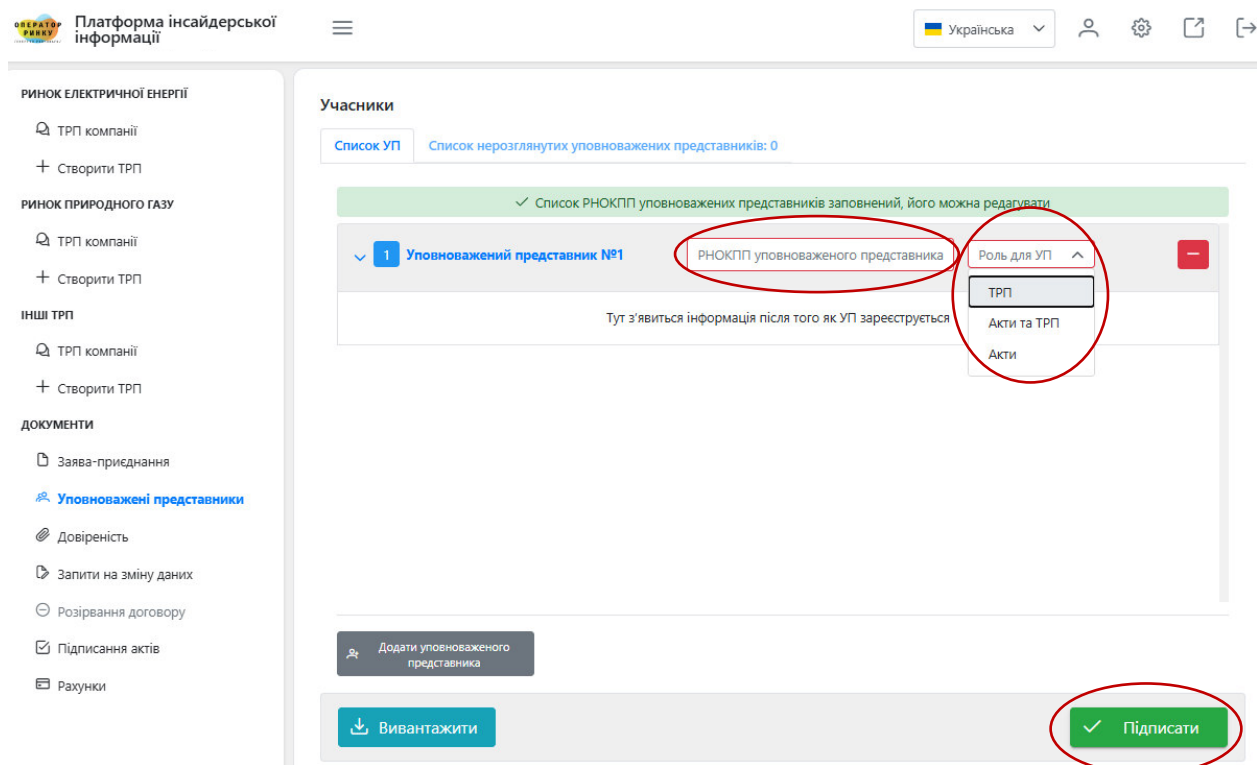 ОПЕРАТОР
РИНКУ
Платформа інсайдерської
інформації
Українська
РИНОК ЕЛЕКТРИЧНОЇ ЕНЕРГІЇ
ТРП компанії
Створити ТРП
РИНОК ПРИРОДНОГО ГАЗУ
ТРП компанії
Створити ТРП
ІНШІ ТРП
ТРП компанії
Створити ТРП
ДОКУМЕНТИ
Заява-приєднання
Уповноважені представники
Довіреність
Запити на зміну даних
Розірвання договору
Підписання актів
Рахунки
Учасники
Список УП Список нерозглянутих уповноважених представників: 0
Список РНОКПП уповноважених представників заповнений, його можна редагувати
1 Уповноважений представник №1 РНОКПП уповноваженого представника Роль для УП
ТРП
Тут з’явиться інформація після того як УП зареєструється Акти та ТРП
Акти
Додати уповноваженого
представника
Вивантажити Підписати